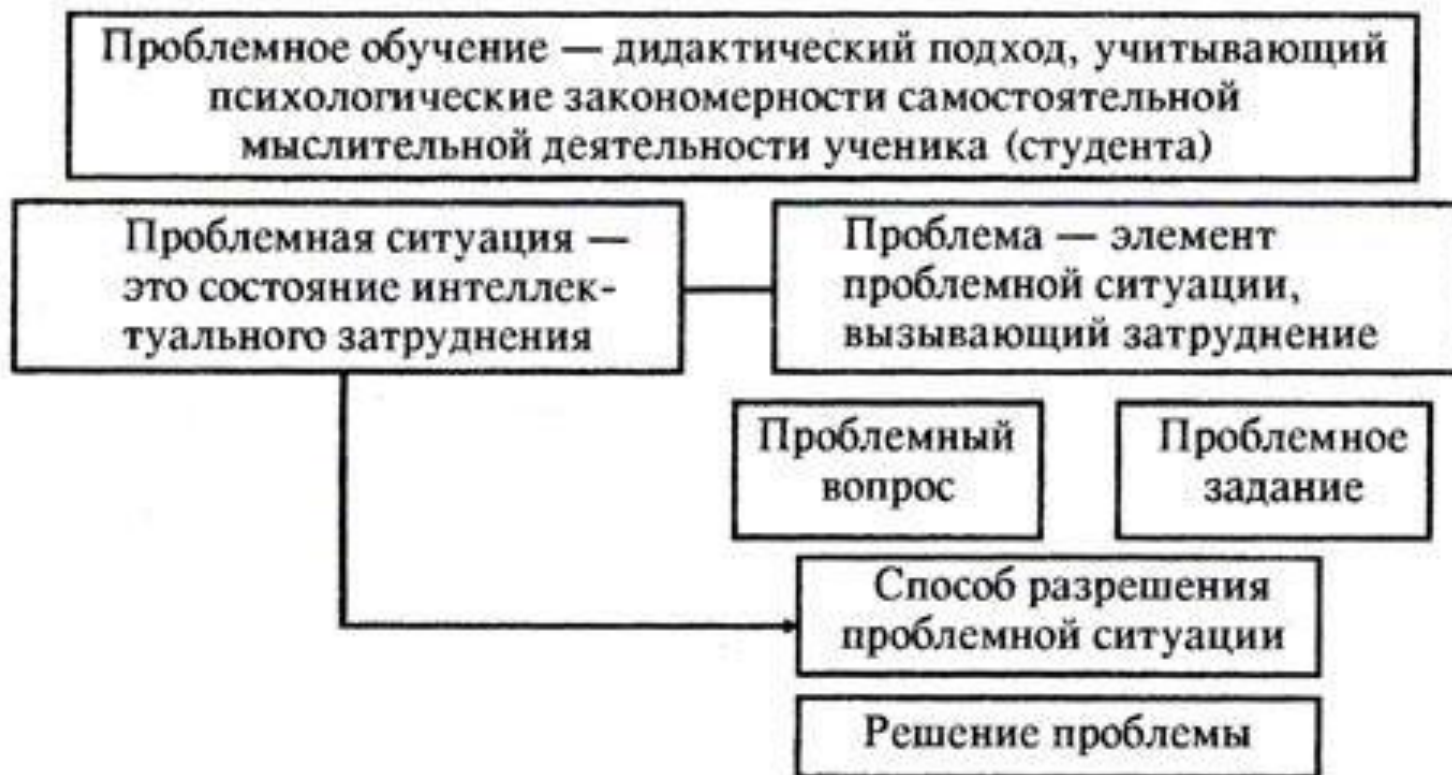 Проблемное обучение — дидактический подход, учитывающий
психологические закономерности самостоятельной
мыслительной деятельности ученика (студента)
Проблемная ситуация —
это состояние интеллек-
туального затруднения
Проблема — элемент
проблемной ситуации,
вызывающий затруднение
Проблемный
вопрос
Проблемное
задание
Способ разрешения
проблемной ситуации
Решение проблемы